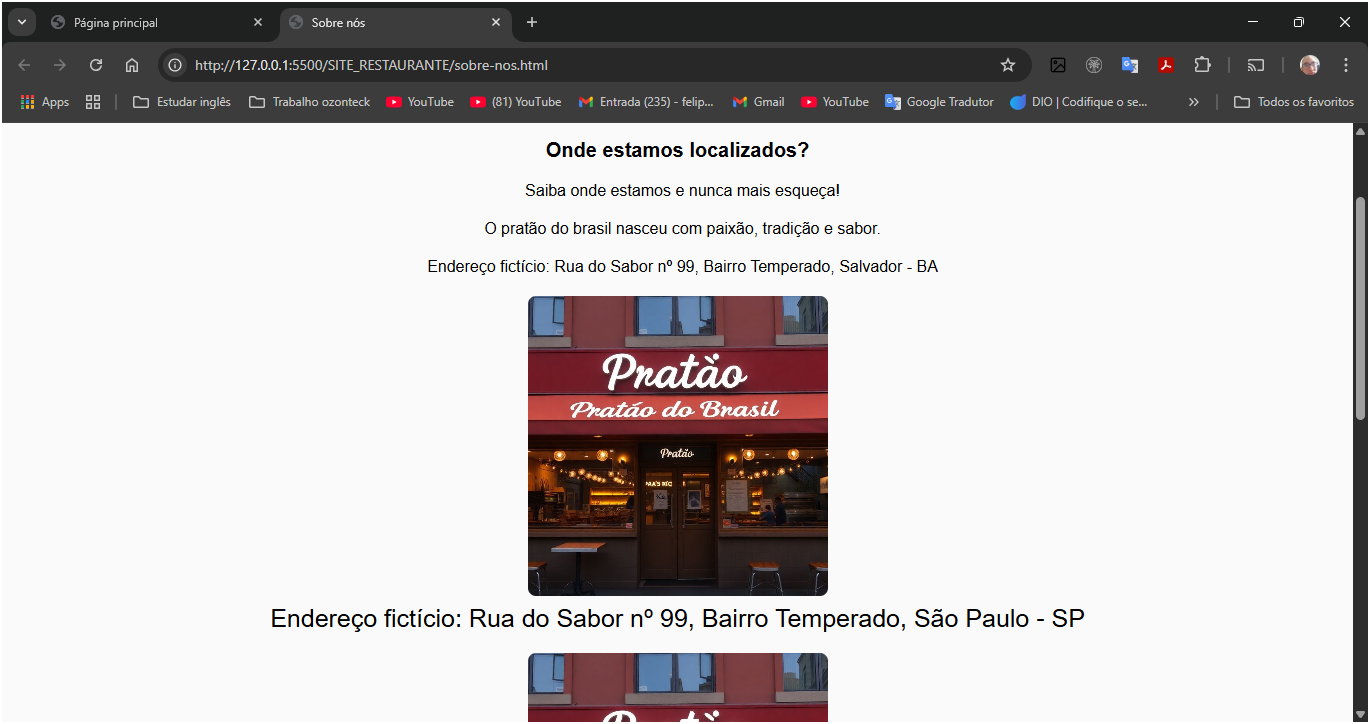 Página principal
Sobre nós
http://127.0.0.1:5500/SITE_RESTAURANTE/sobre-nos.html
Apps
Estudar inglês
Trabalho ozonteck
YouTube
(81) YouTube
Entrada (235) - felip...
Gmail
YouTube
Google Tradutor
DIO | Codifique o se...
Todos os favoritos
Onde estamos localizados?
Saiba onde estamos e nunca mais esqueça!
O pratão do brasil nasceu com paixão, tradição e sabor.
Endereço fictício: Rua do Sabor nº 99, Bairro Temperado, Salvador - BA
Pratão
Pratão do Brasil
Pratão
Endereço fictício: Rua do Sabor nº 99, Bairro Temperado, São Paulo - SP